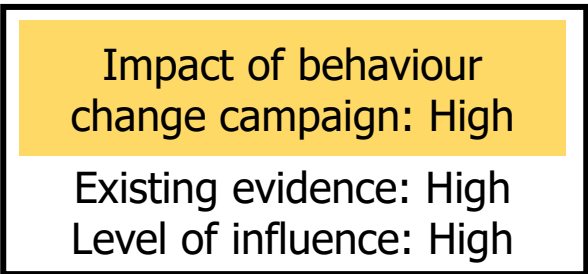 Impact of behaviour
change campaign: High
Existing evidence: High
Level of influence: High